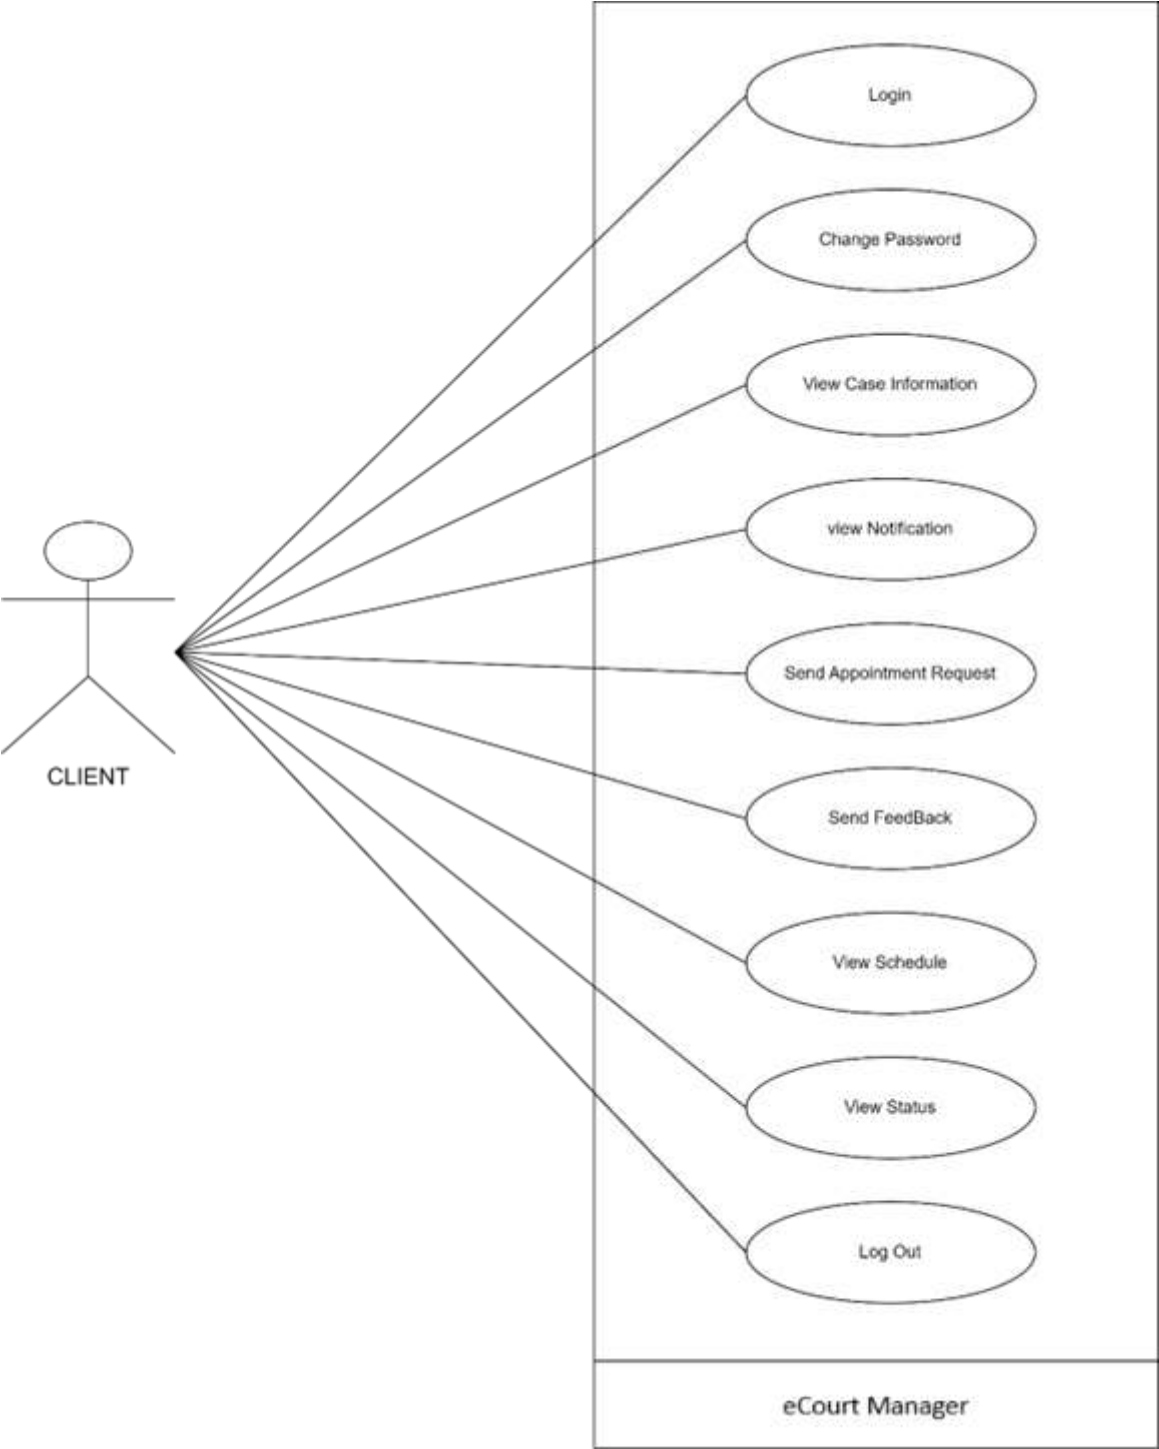 Login
Change Password
View Case Information
view Notification
Send Appointment Request
CLIENT
Send FeedBack
View Schedule
View Status
Log Out
eCourt Manager